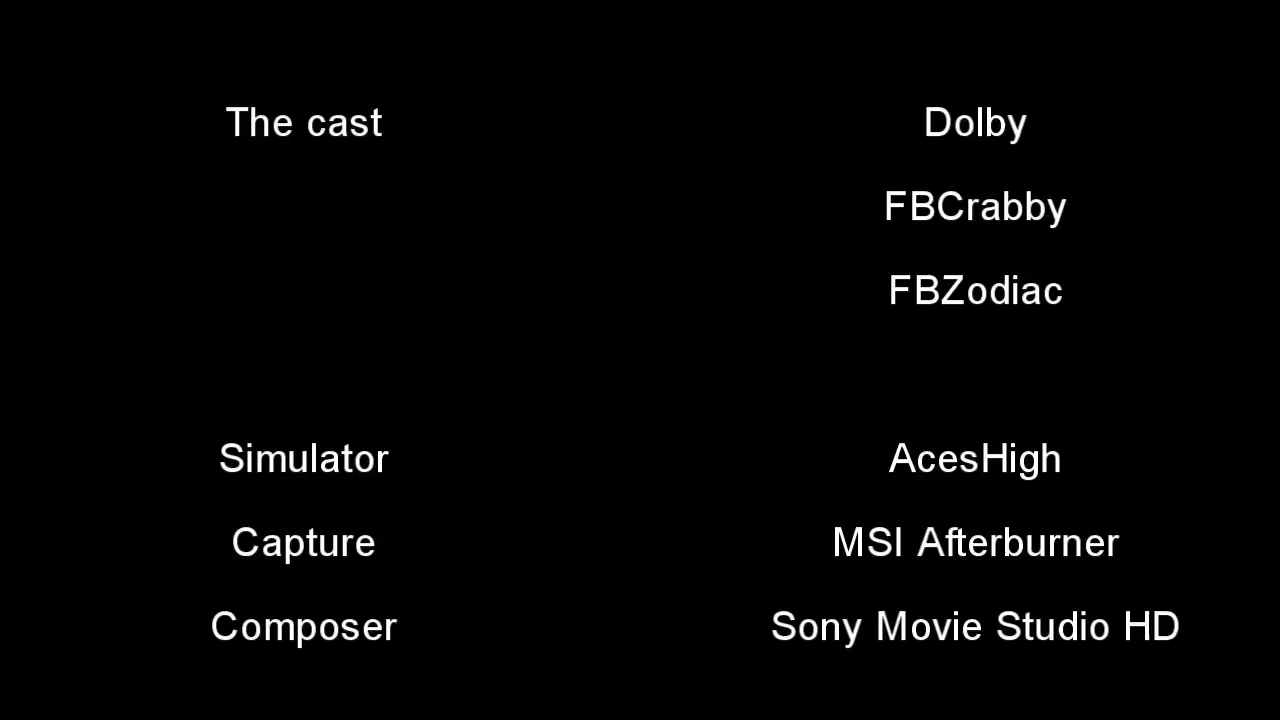 The cast Dolby
FBCrabby
FBZodiac
Simulator AcesHigh
Capture MSI Afterburner
Composer Sony Movie Studio HD